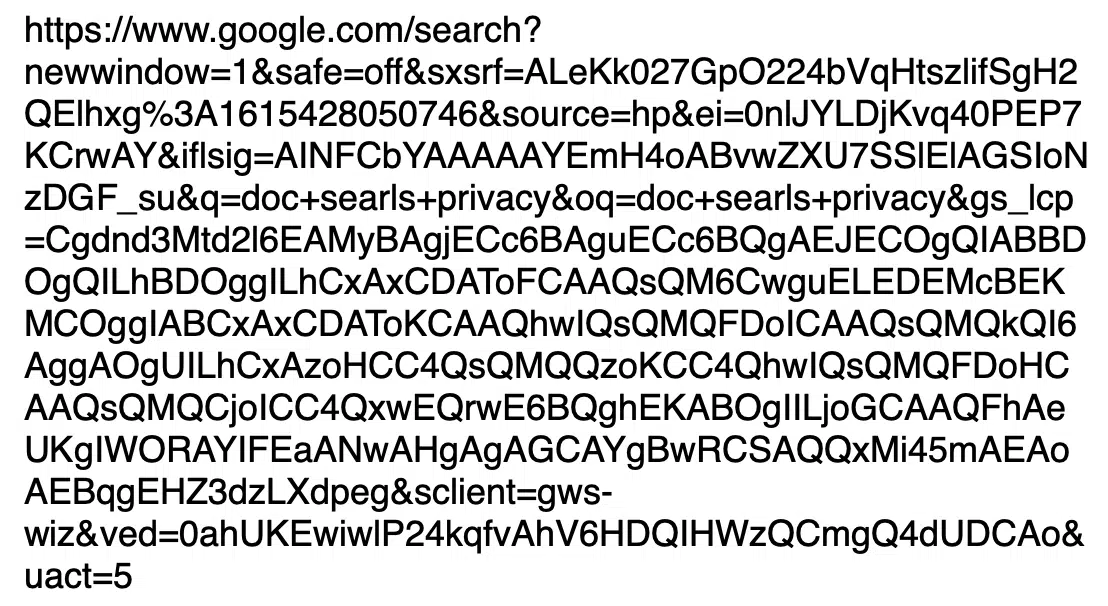 https://www.google.com/search?
newwindow=1&safe=off&sxsrf=ALeKk027GpO224bVqHtszIifSgH2
QElhxg%3A1615428050746&source=hp&ei=0nlJYLDjKvq40PEP7
KCrwAY&iflsig=AINFCbYAAAAAYEmH4oABvwZXU7SSlElAGSIoN
zDGF_su&q=doc+searls+privacy&oq=doc+searls+privacy&gs_lcp
=Cgdnd3Mtd2l6EAMyBAgjECc6BAguECc6BQgAEJECOgQIABBD
OgQILhBDOggILhCxAxCDAToFCAAQsQM6CwguELEDEMcBEK
MCOggIABCxAxCDAToKCAAQhwIQsQMQFDoICAAQsQMQkQI6
AggAOgUILhCxAzoHCC4QsQMQQzoKCC4QhwIQsQMQFDoHC
AAQsQMQCjoICC4QxwEQrwE6BQghEKABOgIILjoGCAAQFhAe
UKgIWORAYIFEaANwAHgAgAGCAYgBwRCSAQQxMi45mAEAo
AEBqgEHZ3dzLXdpeg&sclient=gws-
wiz&ved=0ahUKEwiwlP24kqfvAhV6HDQIHWzQCmgQ4dUDCAo&
uact=5